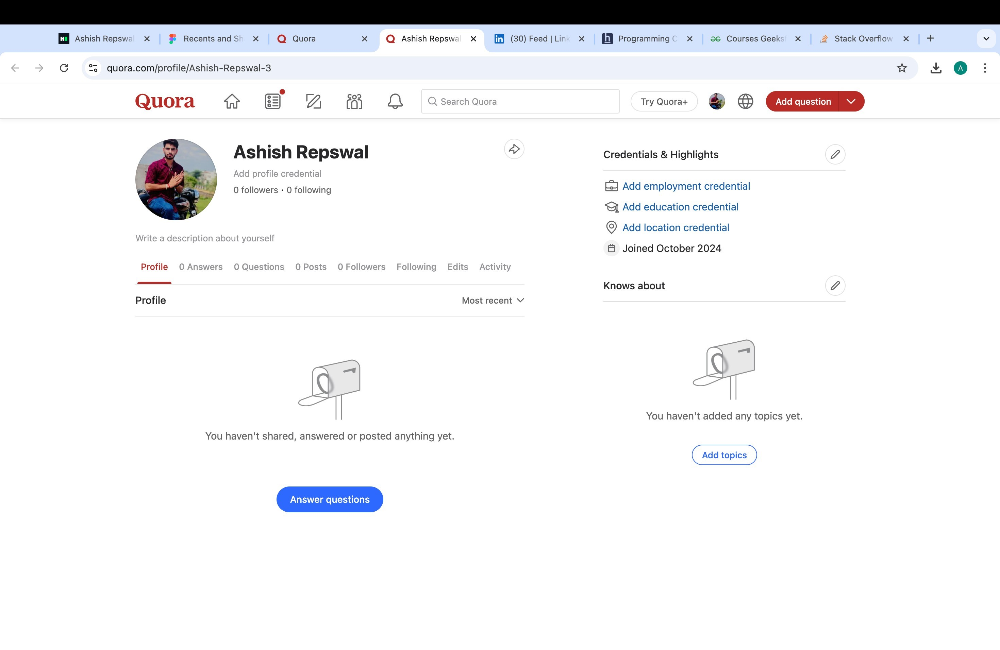 Ashish Repswal
Recents and Sh
Quora
Ashish Repswal
(30) Feed | Link
Programming C
Courses Geeks
Stack Overflow
quora.com/profile/Ashish-Repswal-3
A
Quora
Search Quora
Try Quora+
Add question
Ashish Repswal
Add profile credential
0 followers · 0 following
Write a description about yourself
Profile 0 Answers 0 Questions 0 Posts 0 Followers Following Edits Activity
Profile
Most recent
You haven't shared, answered or posted anything yet.
Answer questions
Credentials & Highlights
Add employment credential
Add education credential
Add location credential
Joined October 2024
Knows about
You haven't added any topics yet.
Add topics